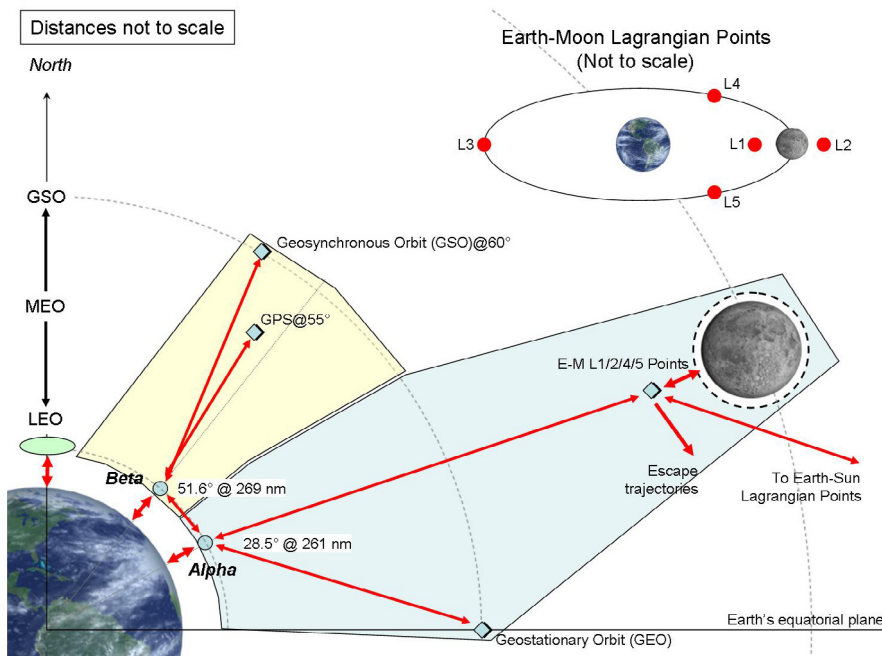 Distances not to scale
North
GSO
MEO
LEO
Earth-Moon Lagrangian Points
(Not to scale)
L4
L3
L1
L2
L5
Geosynchronous Orbit (GSO)@60°
GPS@55°
E-M L1/2/4/5 Points
Beta
51.6° @ 269 nm
28.5° @ 261 nm
Alpha
Escape
trajectories
To Earth-Sun
Lagrangian Points
Earth's equatorial plane
Geostationary Orbit (GEO)